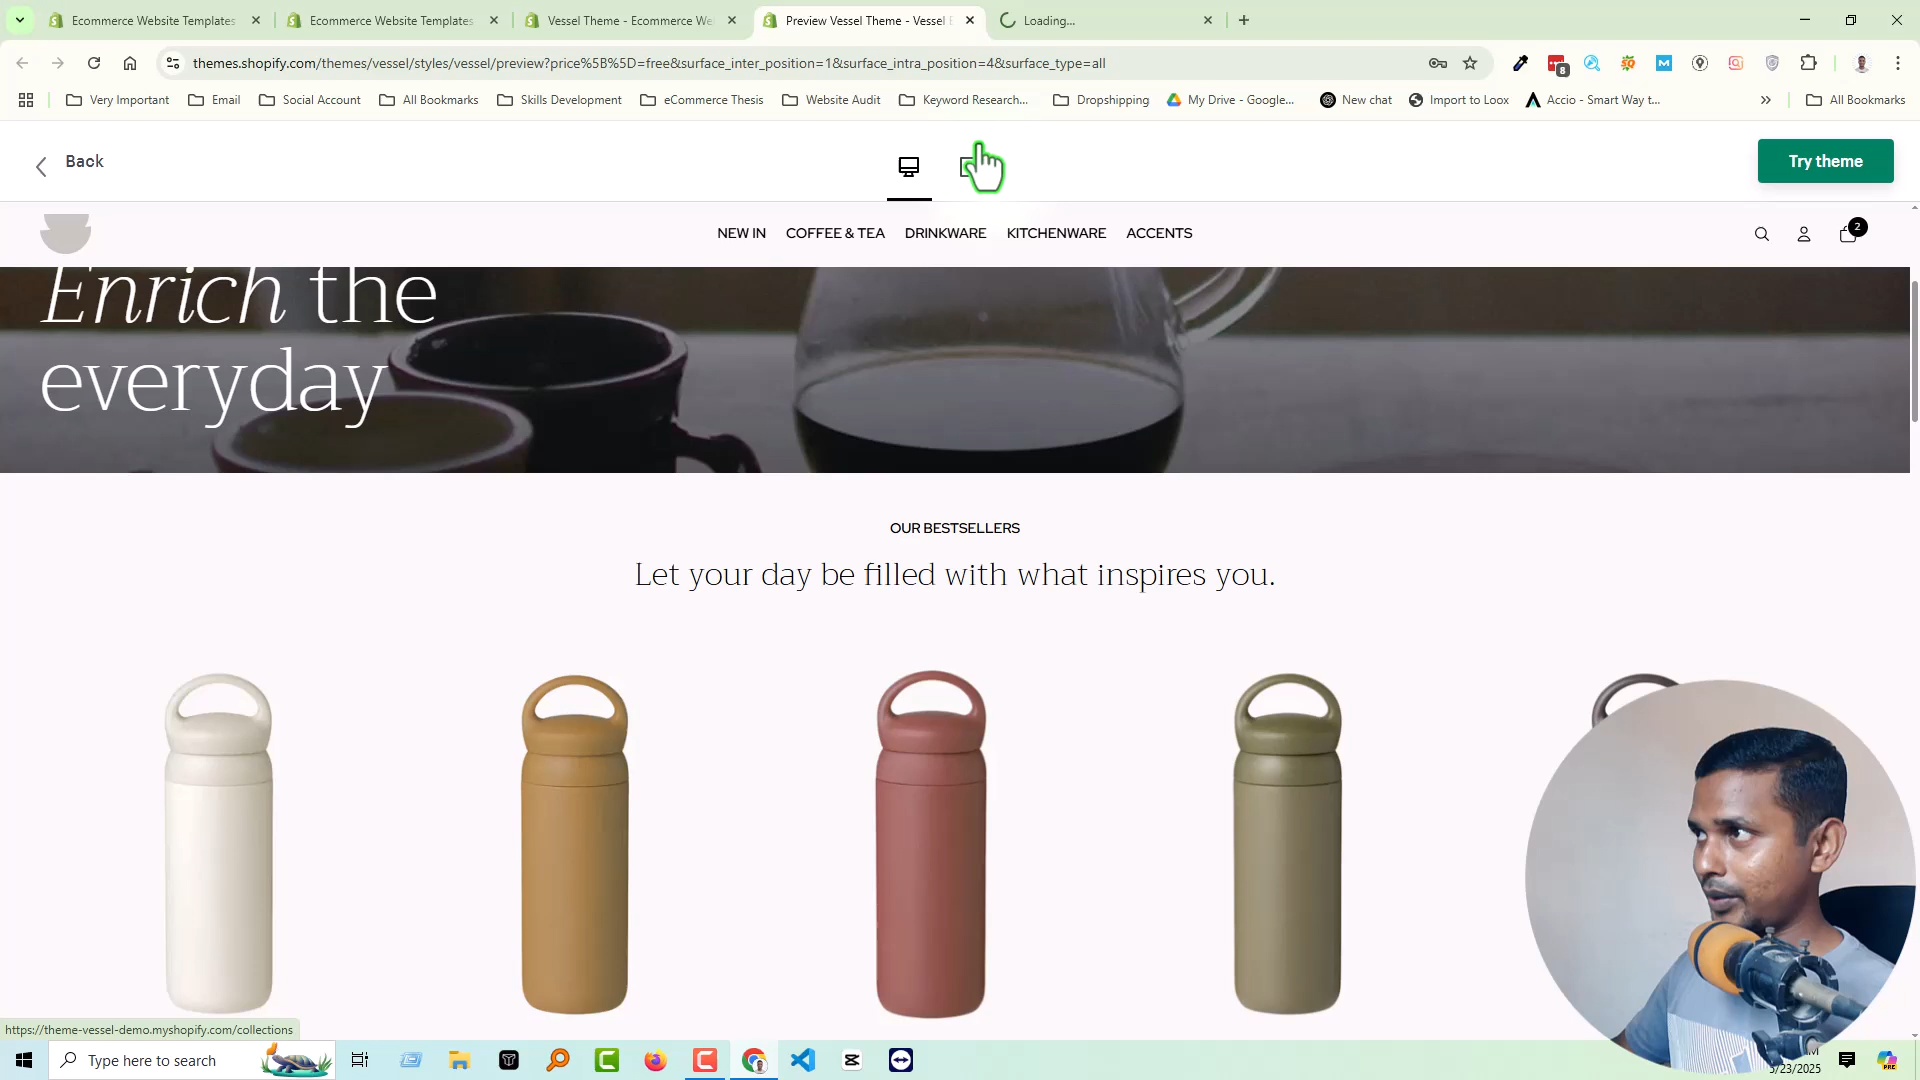 Ecommerce Website Templates
Ecommerce Website Templates
Vessel Theme - Ecommerce We
Preview Vessel Theme - Vessel E
Loading...
themes.shopify.com/themes/vessel/styles/vessel/preview?price%5B%5D=free&surface_inter_position=1&surface_intra_position=4&surface_type=all
8
Very Important
Email
Social Account
All Bookmarks
Skills Development
eCommerce Thesis
Website Audit
Keyword Research...
Dropshipping
My Drive - Google...
New chat
Import to Loox
Accio - Smart Way t...
»
All Bookmarks
Back
Try theme
NEW IN
COFFEE & TEA
DRINKWARE
KITCHENWARE
ACCENTS
2
Enrich the
everyday
OUR BESTSELLERS
Let your day be filled with what inspires you.
https://theme-vessel-demo.myshopify.com/collections
Type here to search
5/23/2025